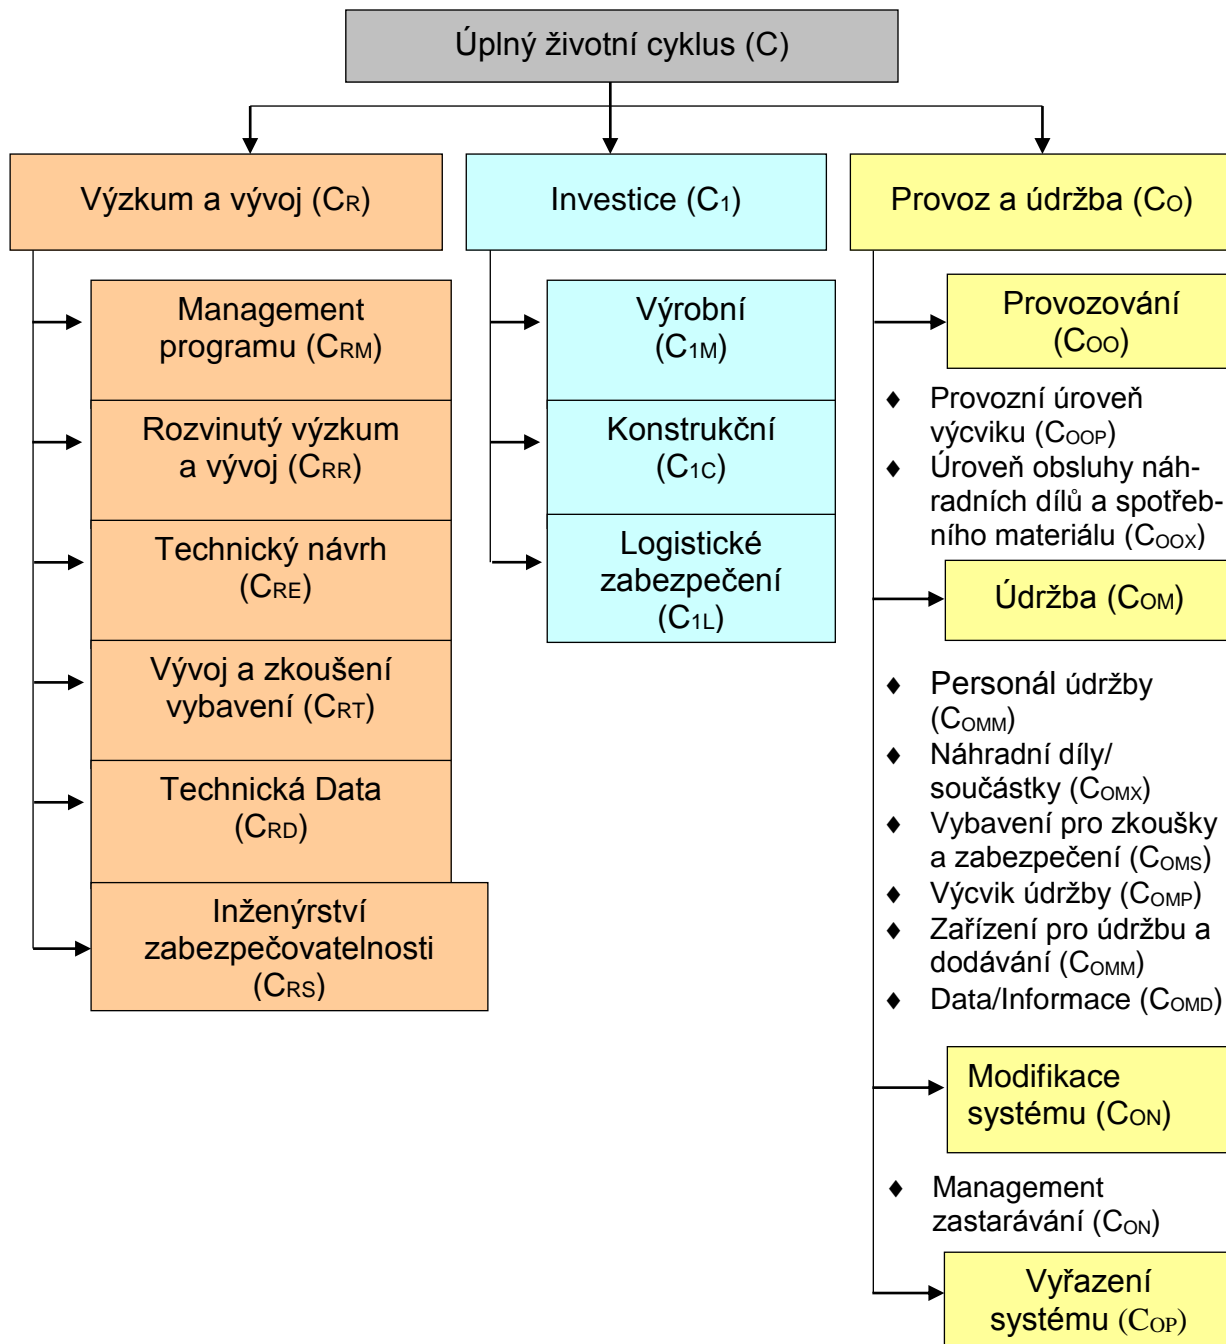 Úplný životní cyklus (C)
Výzkum a vývoj (CR)
Management
programu (CRM)
Rozvinutý výzkum
a vývoj (CRR)
Technický návrh
(CRE)
Vývoj a zkoušení
vybavení (CRT)
Technická Data
(CRD)
Inženýrství
zabezpečovatelnosti
(CRS)
Investice (C1)
Výrobní
(C1M)
Konstrukční
(C1C)
Logistické
zabezpečení
(C1L)
Provoz a údržba (CO)
Provozování
(COO)
♦ Provozní úroveň
výcviku (COOP)
♦ Úroveň obsluhy náh-
radních dílů a spotřeb-
ního materiálu (COOX)
Údržba (COM)
♦ Personál údržby
(COMM)
♦ Náhradní díly/
součástky (COMX)
♦ Vybavení pro zkoušky
a zabezpečení (COMS)
♦ Výcvik údržby (COMP)
♦ Zařízení pro údržbu a
dodávání (COMM)
♦ Data/Informace (COMD)
Modifikace
systému (CON)
♦ Management
zastarávání (CON)
Vyřazení
systému (COP)